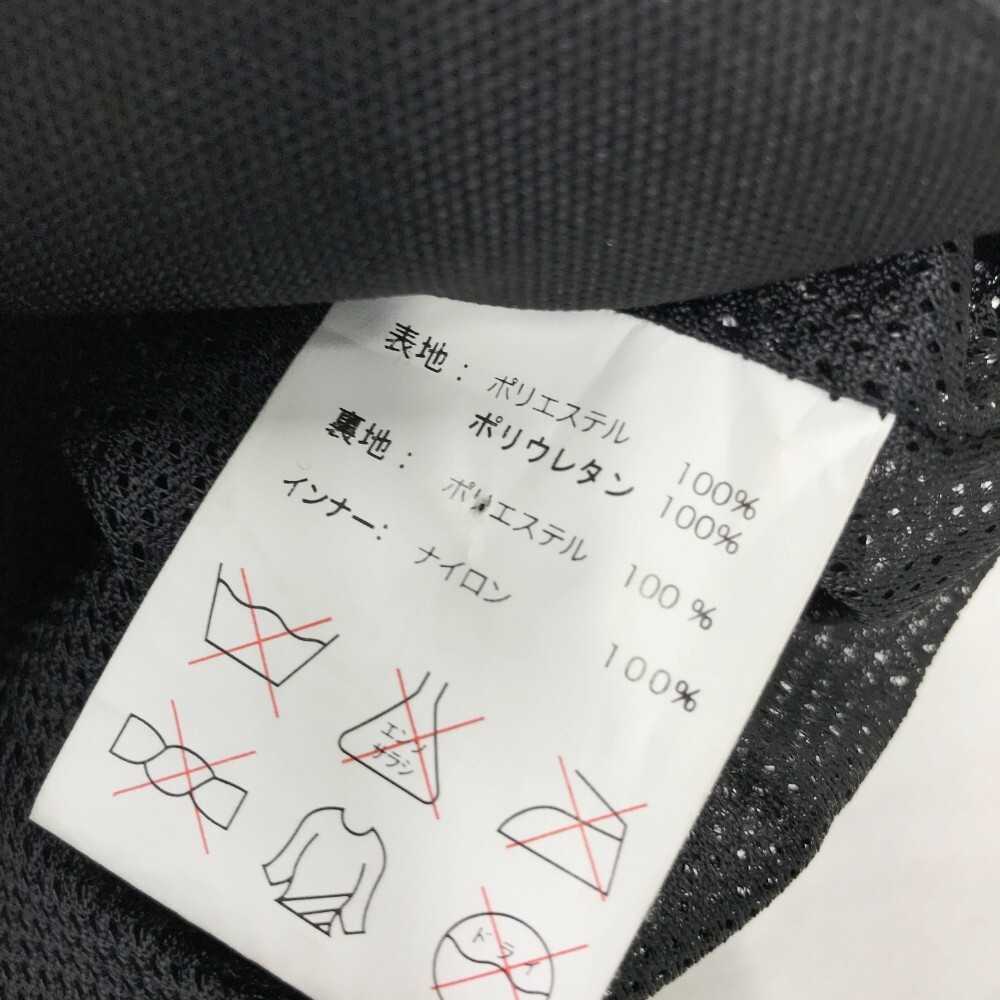 表地： ポリエステル 100%
ポリウレタン 100%
裏地： ポリエステル 100 %
インナー： ナイロン 100%
エンソ
サラシ
ドライ